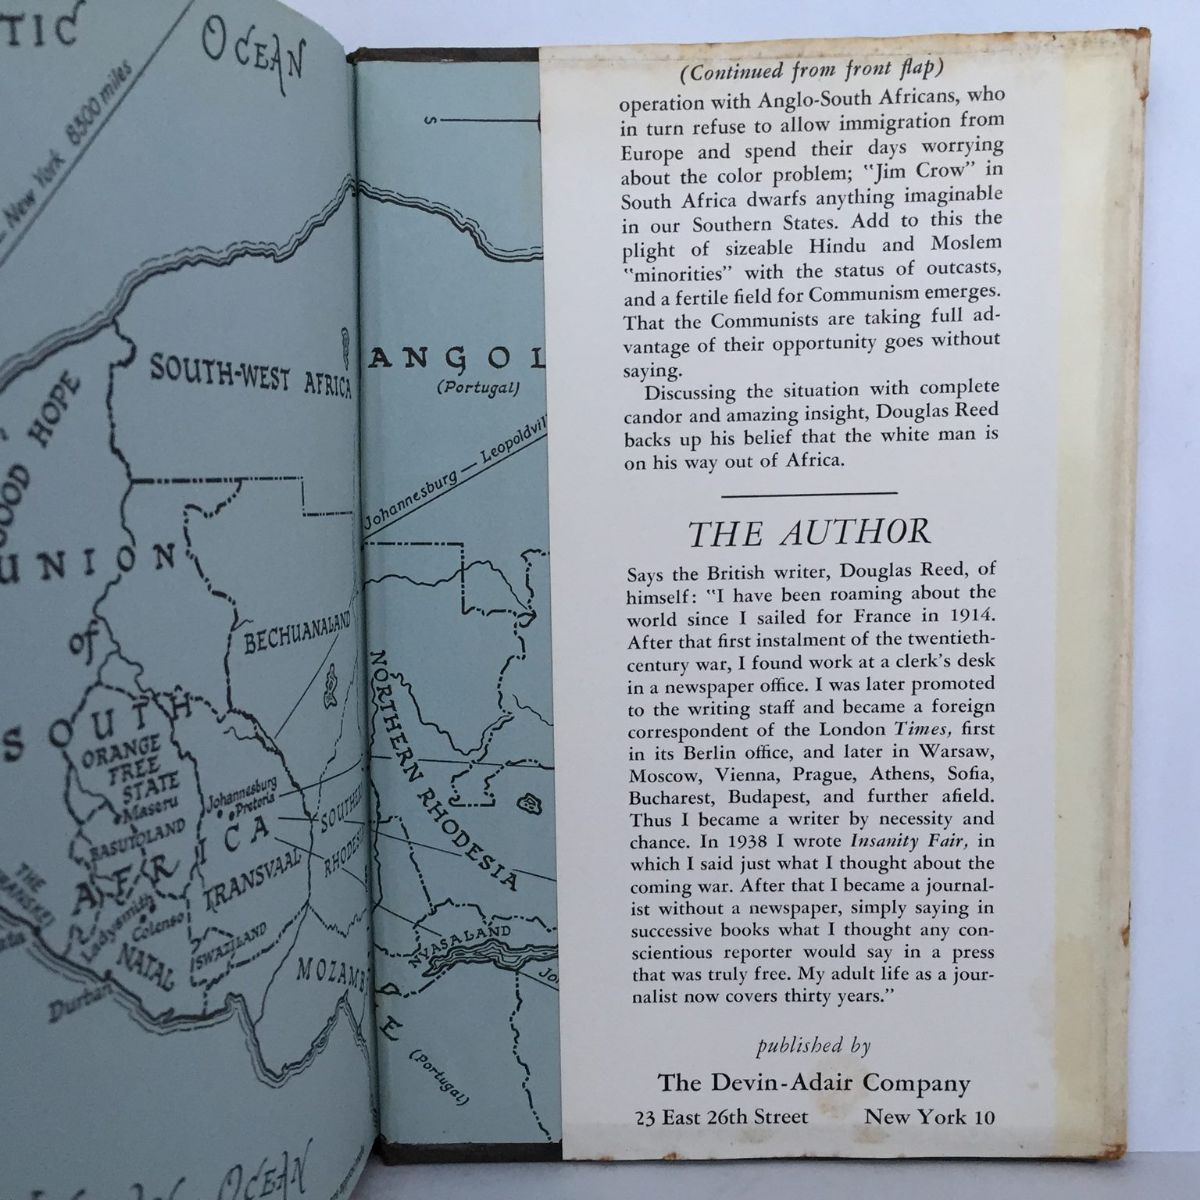 TIC
OCEAN
New York 8300 miles
GOOD HOPE
SOUTH-WEST AFRICA
UNION
of
SOUTH
AFRICA
BECHUANALAND
ORANGE
FREE
STATE
Maseru
BASUTOLAND
Johannesburg
Pretoria
TRANSVAAL
THE
Ladysmith
Colenso
NATAL
SWAZILAND
Durban
MOZAMB
OCEAN
S
ANGOL
(Portugal)
Johannesburg — Leopoldvil
NORTHERN RHODESIA
SOUTHE
RHODES
NYASALAND
Jo
E
(Portugal)
(Continued from front flap)
operation with Anglo-South Africans, who
in turn refuse to allow immigration from
Europe and spend their days worrying
about the color problem; "Jim Crow" in
South Africa dwarfs anything imaginable
in our Southern States. Add to this the
plight of sizeable Hindu and Moslem
"minorities" with the status of outcasts,
and a fertile field for Communism emerges.
That the Communists are taking full ad-
vantage of their opportunity goes without
saying.
Discussing the situation with complete
candor and amazing insight, Douglas Reed
backs up his belief that the white man is
on his way out of Africa.
THE AUTHOR
Says the British writer, Douglas Reed, of
himself: "I have been roaming about the
world since I sailed for France in 1914.
After that first instalment of the twentieth-
century war, I found work at a clerk's desk
in a newspaper office. I was later promoted
to the writing staff and became a foreign
correspondent of the London Times, first
in its Berlin office, and later in Warsaw,
Moscow, Vienna, Prague, Athens, Sofia,
Bucharest, Budapest, and further afield.
Thus I became a writer by necessity and
chance. In 1938 I wrote Insanity Fair, in
which I said just what I thought about the
coming war. After that I became a journal-
ist without a newspaper, simply saying in
successive books what I thought any con-
scientious reporter would say in a press
that was truly free. My adult life as a jour-
nalist now covers thirty years."
published by
The Devin-Adair Company
23 East 26th Street New York 10